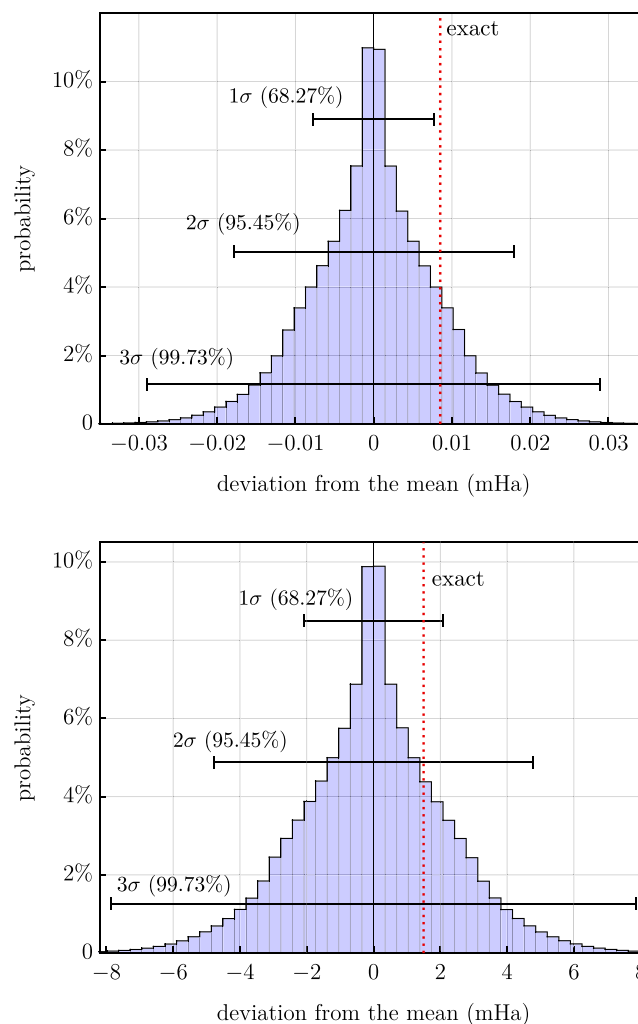 exact
10%
1σ (68.27%)
8%
6%
2σ (95.45%)
4%
3σ (99.73%)
2%
0
probability
−0.03 −0.02 −0.01 0 0.01 0.02 0.03
deviation from the mean (mHa)
10%
exact
1σ (68.27%)
8%
6%
2σ (95.45%)
4%
3σ (99.73%)
2%
0
probability
−8 −6 −4 −2 0 2 4 6 8
deviation from the mean (mHa)